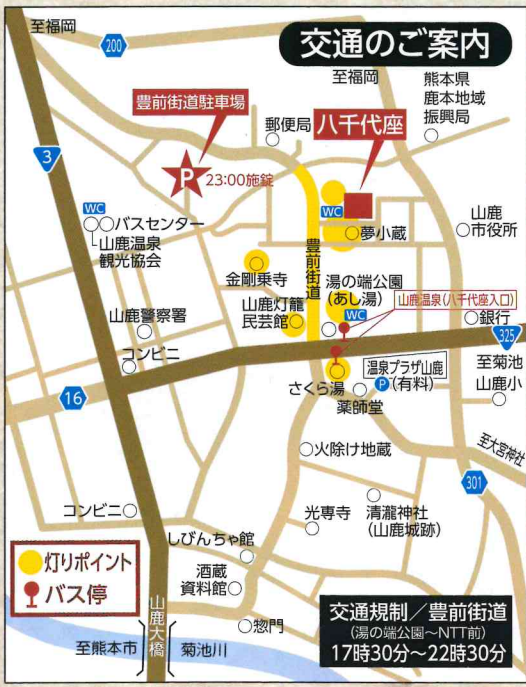 至福岡
200
交通のご案内
至福岡
熊本県
鹿本地域
振興局
豊前街道駐車場
郵便局
八千代座
3
P
23:00施錠
WC
バスセンター
山鹿温泉
観光協会
WC
夢小蔵
山鹿
市役所
豊前街道
金剛乗寺
湯の端公園
(あし湯)
WC
山鹿温泉(八千代座入口)
山鹿灯籠
民芸館
山鹿警察署
銀行
325
コンビニ
温泉プラザ山鹿
P(有料)
至菊池
山鹿小
16
さくら湯
薬師堂
至大宮神社
火除け地蔵
301
コンビニ
光専寺
清瀧神社
(山鹿城跡)
しびんちゃ館
灯りポイント
バス停
酒蔵
資料館
山鹿大橋
惣門
至熊本市
菊池川
交通規制/豊前街道
(湯の端公園~NTT前)
17時30分~22時30分